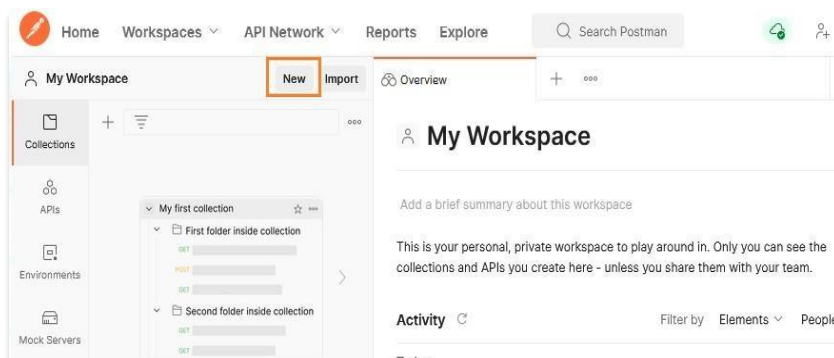 Home Workspaces API Network Reports Explore Search Postman
My Workspace New Import Overview
Collections
My Workspace
APIs
Add a brief summary about this workspace
My first collection
First folder inside collection
GET
This is your personal, private workspace to play around in. Only you can see the
POST
collections and APIs you create here - unless you share them with your team.
Environments
GET
Second folder inside collection
Activity Filter by Elements People
GET
Mock Servers
GET